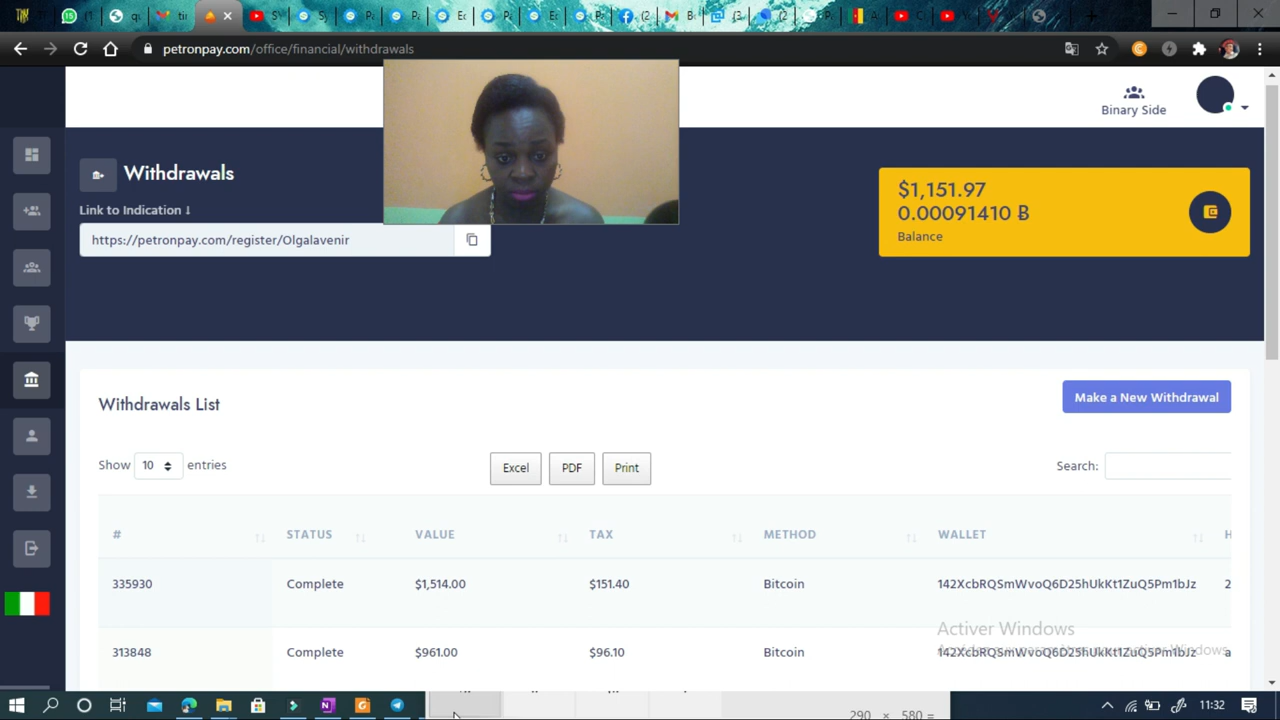 petronpay.com/office/financial/withdrawals
Binary Side
Withdrawals
Link to Indication ↓
https://petronpay.com/register/Olgalavenir
$1,151.97
0.00091410 Ƀ
Balance
Withdrawals List
Make a New Withdrawal
Show 10 entries
Excel PDF Print
Search:
# STATUS VALUE TAX METHOD WALLET H
335930 Complete $1,514.00 $151.40 Bitcoin 142XcbRQSmWvoQ6D25hUkKt1ZuQ5Pm1bJz 2
Activer Windows
313848 Complete $961.00 $96.10 Bitcoin 142XcbRQSmWvoQ6D25hUkKt1ZuQ5Pm1bJz a
290 × 580 =
11:32